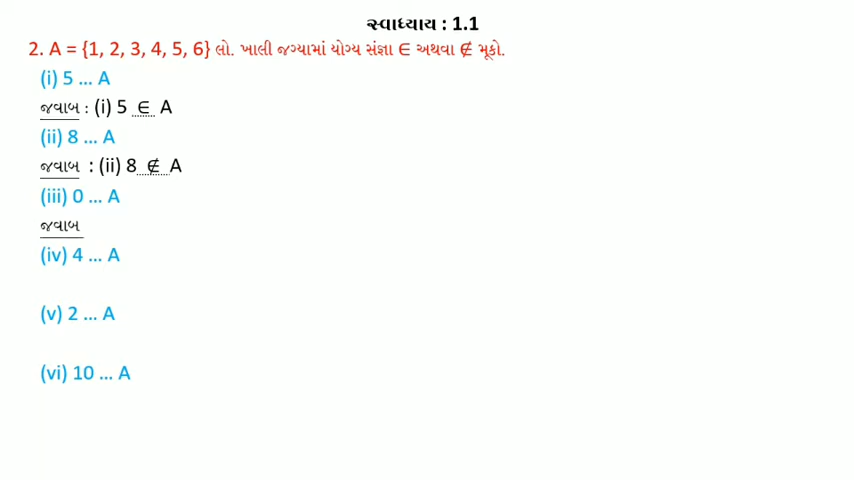 સ્વાધ્યાય : 1.1
2. A = {1, 2, 3, 4, 5, 6} લો. ખાલી જગ્યામાં યોગ્ય સંજ્ઞા ∈ અથવા ∉ મૂકો.
(i) 5 ... A
જવાબ : (i) 5 ∈ A
(ii) 8 ... A
જવાબ : (ii) 8 ∉ A
(iii) 0 ... A
જવાબ
(iv) 4 ... A
(v) 2 ... A
(vi) 10 ... A